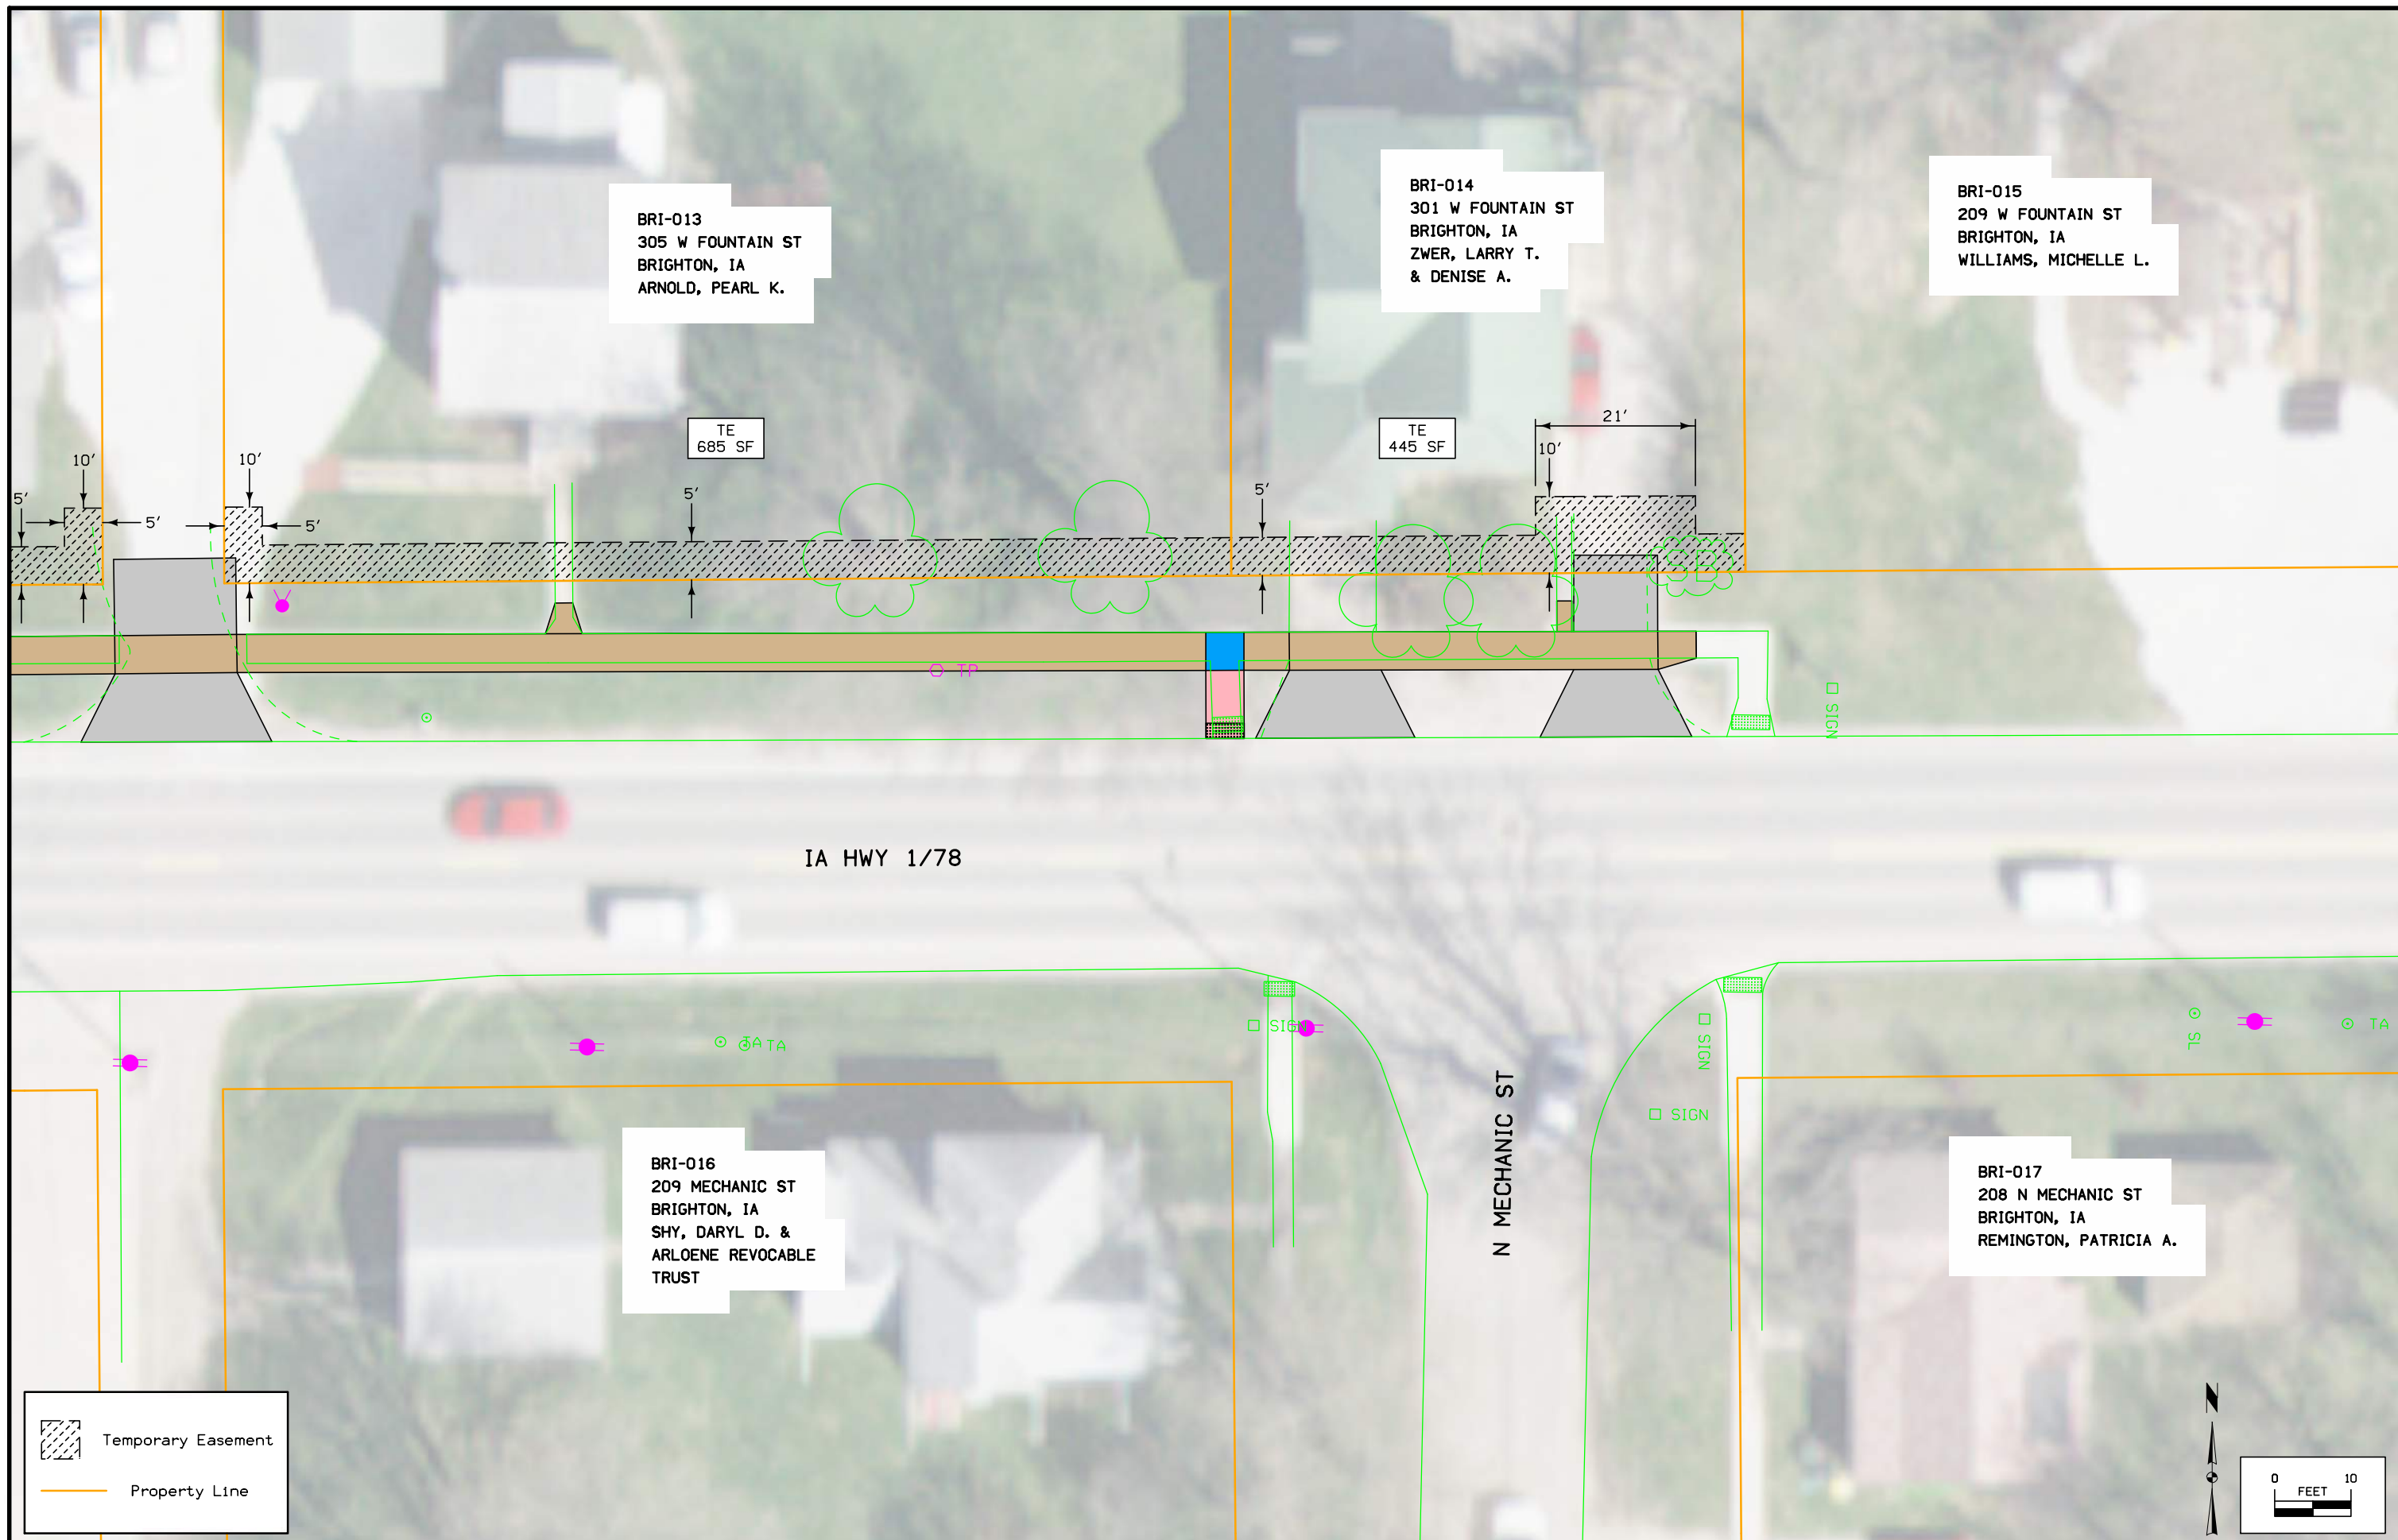 BRI-013
305 W FOUNTAIN ST
BRIGHTON, IA
ARNOLD, PEARL K.
BRI-014
301 W FOUNTAIN ST
BRIGHTON, IA
ZWER, LARRY T.
& DENISE A.
BRI-015
209 W FOUNTAIN ST
BRIGHTON, IA
WILLIAMS, MICHELLE L.
TE
685 SF
TE
445 SF
21'
10'
10'
10'
5'
5'
5'
5'
5'
SB
TP
SIGN
IA HWY 1/78
SIGN
TA
TA
SIGN
SIGN
SL
TA
N MECHANIC ST
BRI-016
209 MECHANIC ST
BRIGHTON, IA
SHY, DARYL D. &
ARLOENE REVOCABLE
TRUST
BRI-017
208 N MECHANIC ST
BRIGHTON, IA
REMINGTON, PATRICIA A.
Temporary Easement
Property Line
N
0 10
FEET